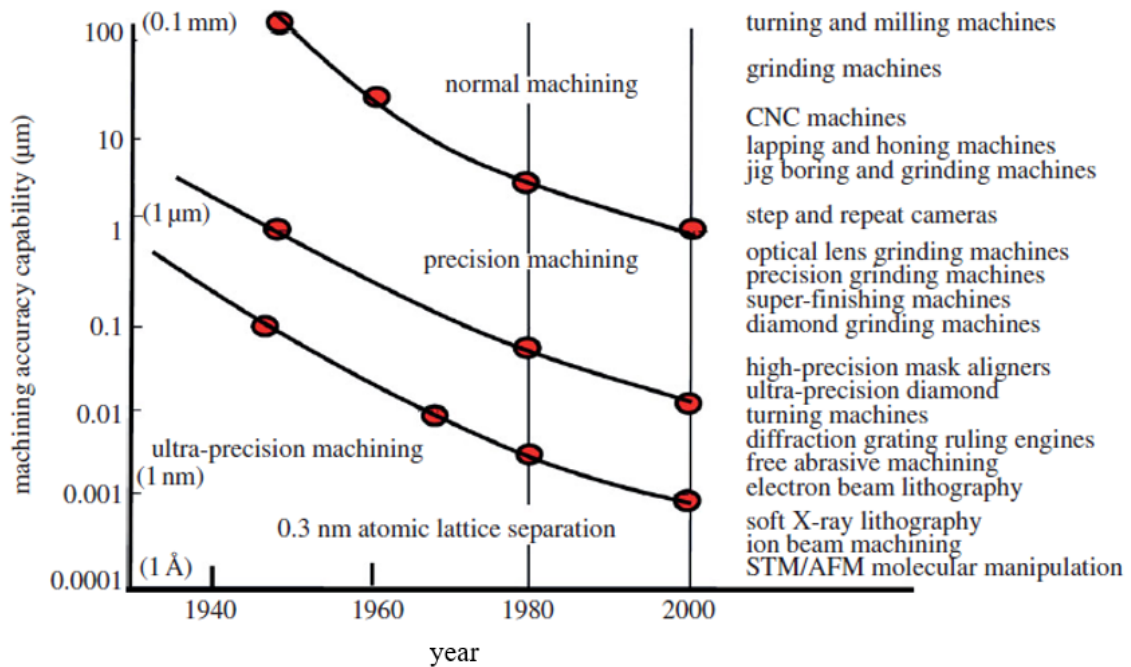 machining accuracy capability (μm)
100
(0.1 mm)
10
(1 μm)
1
0.1
0.01
(1 nm)
0.001
(1 Å)
0.0001
normal machining
precision machining
ultra-precision machining
0.3 nm atomic lattice separation
1940
1960
1980
2000
year
turning and milling machines
grinding machines
CNC machines
lapping and honing machines
jig boring and grinding machines
step and repeat cameras
optical lens grinding machines
precision grinding machines
super-finishing machines
diamond grinding machines
high-precision mask aligners
ultra-precision diamond
turning machines
diffraction grating ruling engines
free abrasive machining
electron beam lithography
soft X-ray lithography
ion beam machining
STM/AFM molecular manipulation